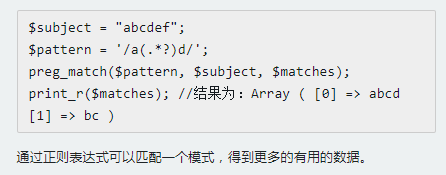 $subject = "abcdef";
$pattern = '/a(.*?)d/';
preg_match($pattern, $subject, $matches);
print_r($matches); //结果为：Array ( [0] => abcd
[1] => bc )
通过正则表达式可以匹配一个模式，得到更多的有用的数据。